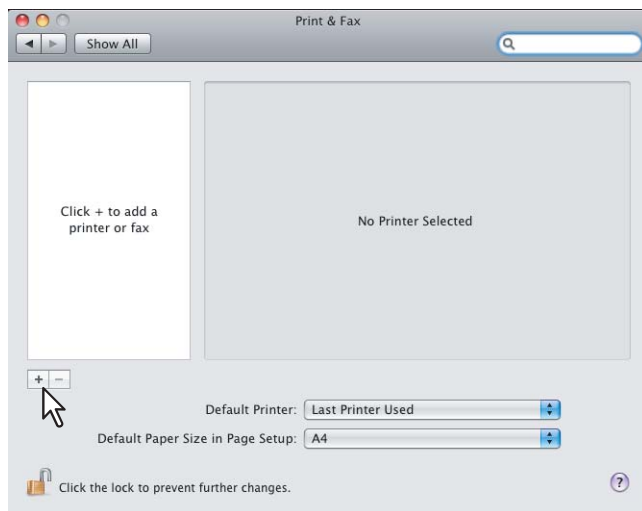 Print & Fax
Show All
Click + to add a
printer or fax
No Printer Selected
+ −
Default Printer: Last Printer Used
Default Paper Size in Page Setup: A4
Click the lock to prevent further changes.
?